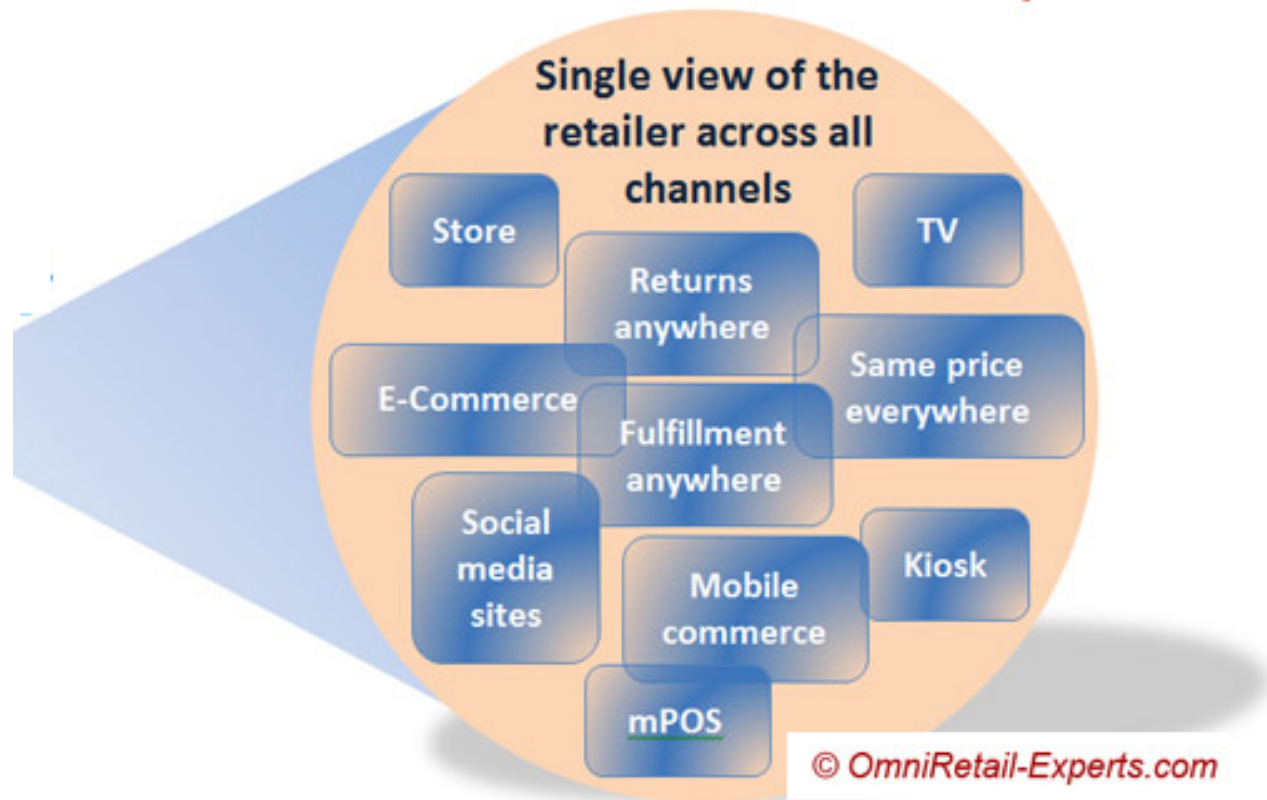 Single view of the
retailer across all
channels
Store
TV
Returns
anywhere
Same price
everywhere
E-Commerce
Fulfillment
anywhere
Social
media
sites
Kiosk
Mobile
commerce
mPOS
© OmniRetail-Experts.com